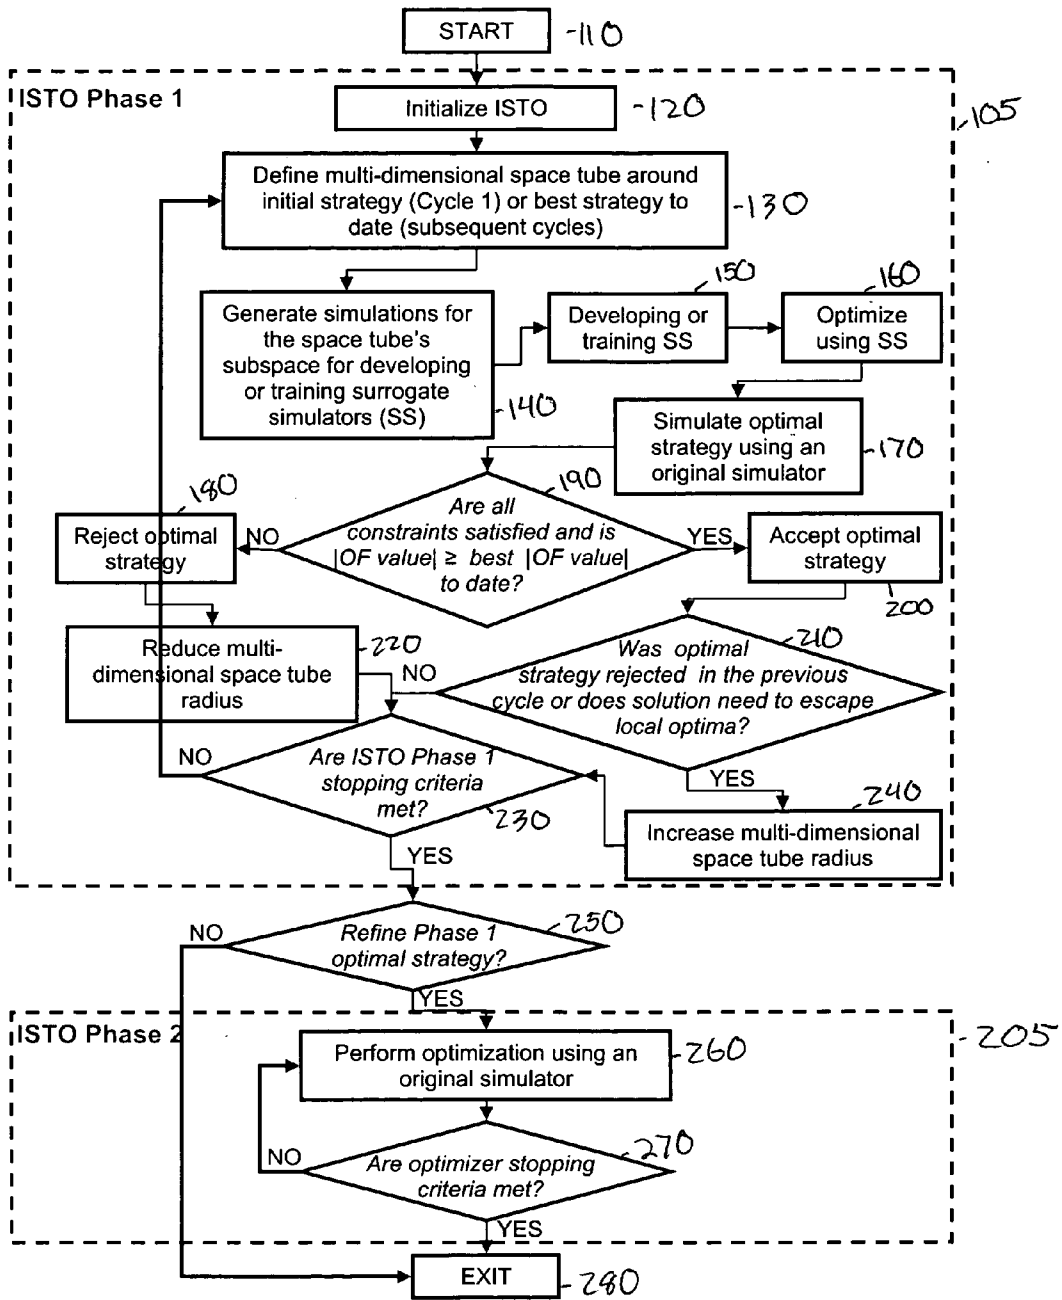 START
-110
ISTO Phase 1
-105
Initialize ISTO
-120
Define multi-dimensional space tube around
initial strategy (Cycle 1) or best strategy to
date (subsequent cycles)
-130
Generate simulations for
the space tube's
subspace for developing
or training surrogate
simulators (SS)
-140
150
Developing or
training SS
160
Optimize
using SS
Simulate optimal
strategy using an
original simulator
-170
180
Reject optimal
strategy
NO
190
Are all
constraints satisfied and is
|OF value| ≥ best |OF value|
to date?
YES
Accept optimal
strategy
200
Reduce multi-
dimensional space tube
radius
220
NO
210
Was optimal
strategy rejected in the previous
cycle or does solution need to escape
local optima?
YES
NO
Are ISTO Phase 1
stopping criteria
met?
230
YES
240
Increase multi-dimensional
space tube radius
NO
Refine Phase 1
optimal strategy?
250
YES
ISTO Phase 2
-205
Perform optimization using an
original simulator
-260
NO
Are optimizer stopping
criteria met?
270
YES
EXIT
-280